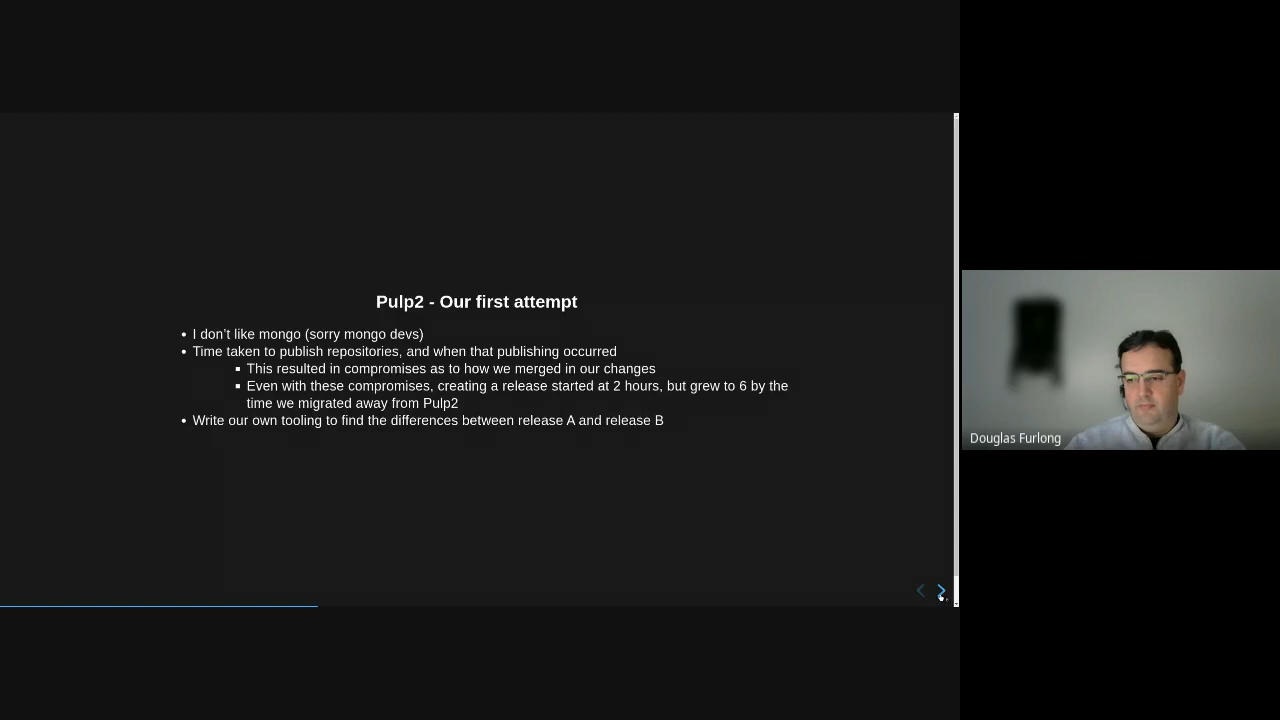 Pulp2 - Our first attempt
• I don't like mongo (sorry mongo devs)
• Time taken to publish repositories, and when that publishing occurred
▪ This resulted in compromises as to how we merged in our changes
▪ Even with these compromises, creating a release started at 2 hours, but grew to 6 by the
time we migrated away from Pulp2
• Write our own tooling to find the differences between release A and release B
Douglas Furlong